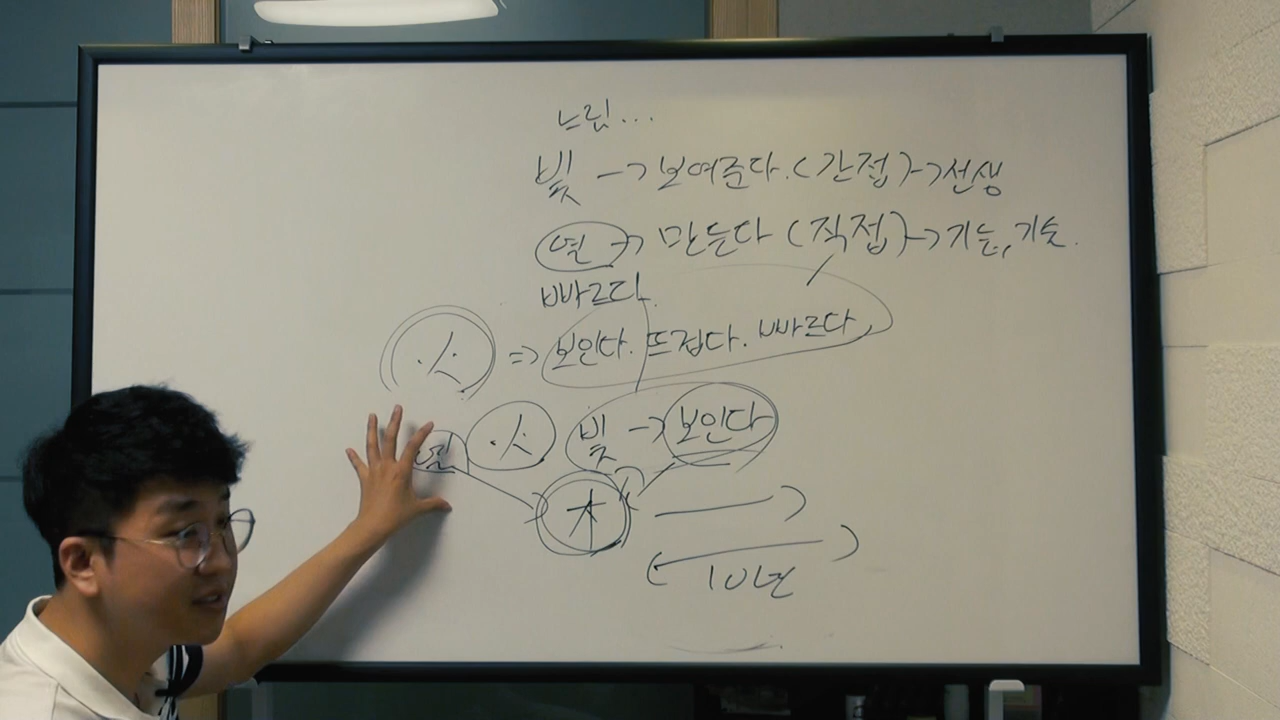 느림...
빛 → 보여준다. (간접) → 선생
열 → 만든다 (직접) → 기능, 기술.
빠르다.
火 ⇒ 보인다. 뜨겁다. 빠르다.
열 火 빛 → 보인다
木
10년